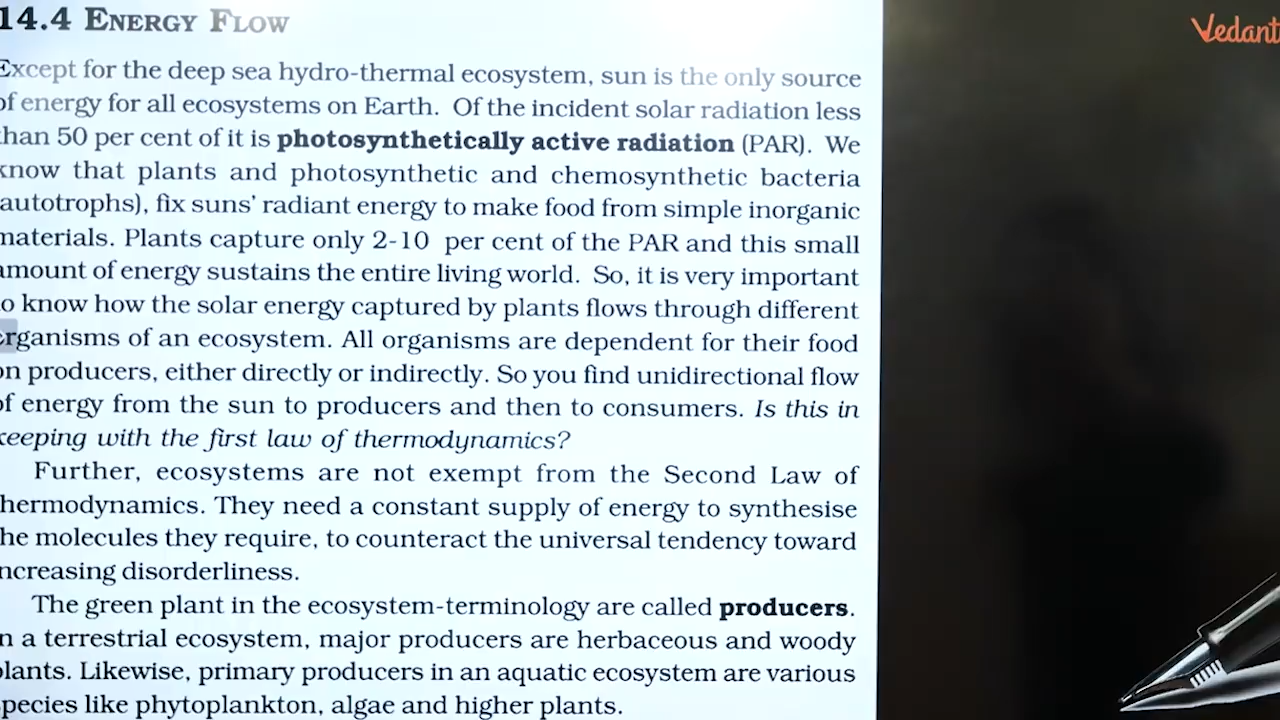 14.4 ENERGY FLOW
Vedant
Except for the deep sea hydro-thermal ecosystem, sun is the only source
of energy for all ecosystems on Earth. Of the incident solar radiation less
than 50 per cent of it is photosynthetically active radiation (PAR). We
know that plants and photosynthetic and chemosynthetic bacteria
autotrophs), fix suns' radiant energy to make food from simple inorganic
materials. Plants capture only 2-10 per cent of the PAR and this small
amount of energy sustains the entire living world. So, it is very important
to know how the solar energy captured by plants flows through different
organisms of an ecosystem. All organisms are dependent for their food
on producers, either directly or indirectly. So you find unidirectional flow
of energy from the sun to producers and then to consumers. Is this in
keeping with the first law of thermodynamics?
Further, ecosystems are not exempt from the Second Law of
hermodynamics. They need a constant supply of energy to synthesise
he molecules they require, to counteract the universal tendency toward
ncreasing disorderliness.
The green plant in the ecosystem-terminology are called producers.
n a terrestrial ecosystem, major producers are herbaceous and woody
plants. Likewise, primary producers in an aquatic ecosystem are various
species like phytoplankton, algae and higher plants.